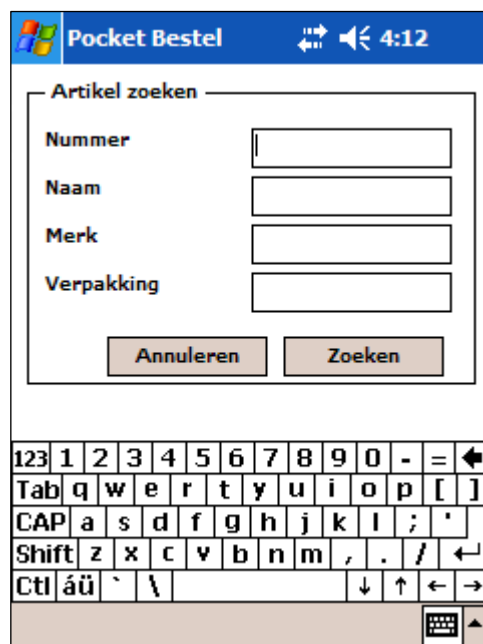 Pocket Bestel 4:12
Artikel zoeken
Nummer
Naam
Merk
Verpakking
Annuleren Zoeken
123 1 2 3 4 5 6 7 8 9 0 - = ←
Tab q w e r t y u i o p [ ]
CAP a s d f g h j k l ; '
Shift z x c v b n m , . / ↵
Ctl áü ` \ ↓ ↑ ← →